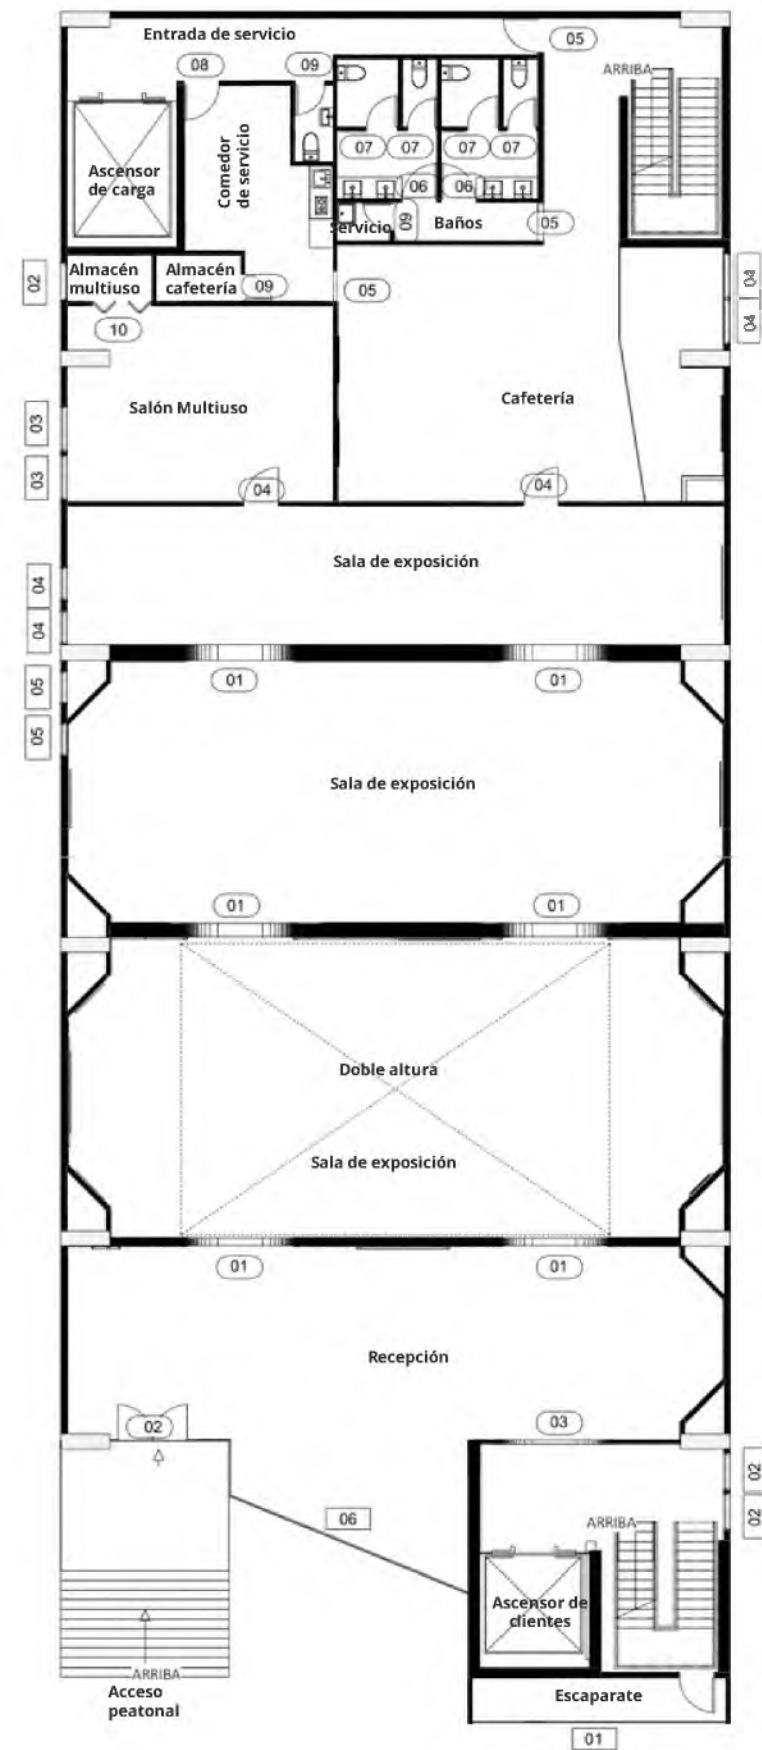 Entrada de servicio
05
08
09
ARRIBA
07
07
07
07
Ascensor
de carga
Comedor
de servicio
06
06
Servicio
09
Baños
05
02
Almacén
multiuso
Almacén
cafetería
09
05
04
04
10
03
Salón Multiuso
Cafetería
03
04
04
04
Sala de exposición
04
05
01
01
05
Sala de exposición
01
01
Doble altura
Sala de exposición
01
01
Recepción
02
03
02
02
06
ARRIBA
Ascensor de
clientes
ARRIBA
Acceso
peatonal
Escaparate
01